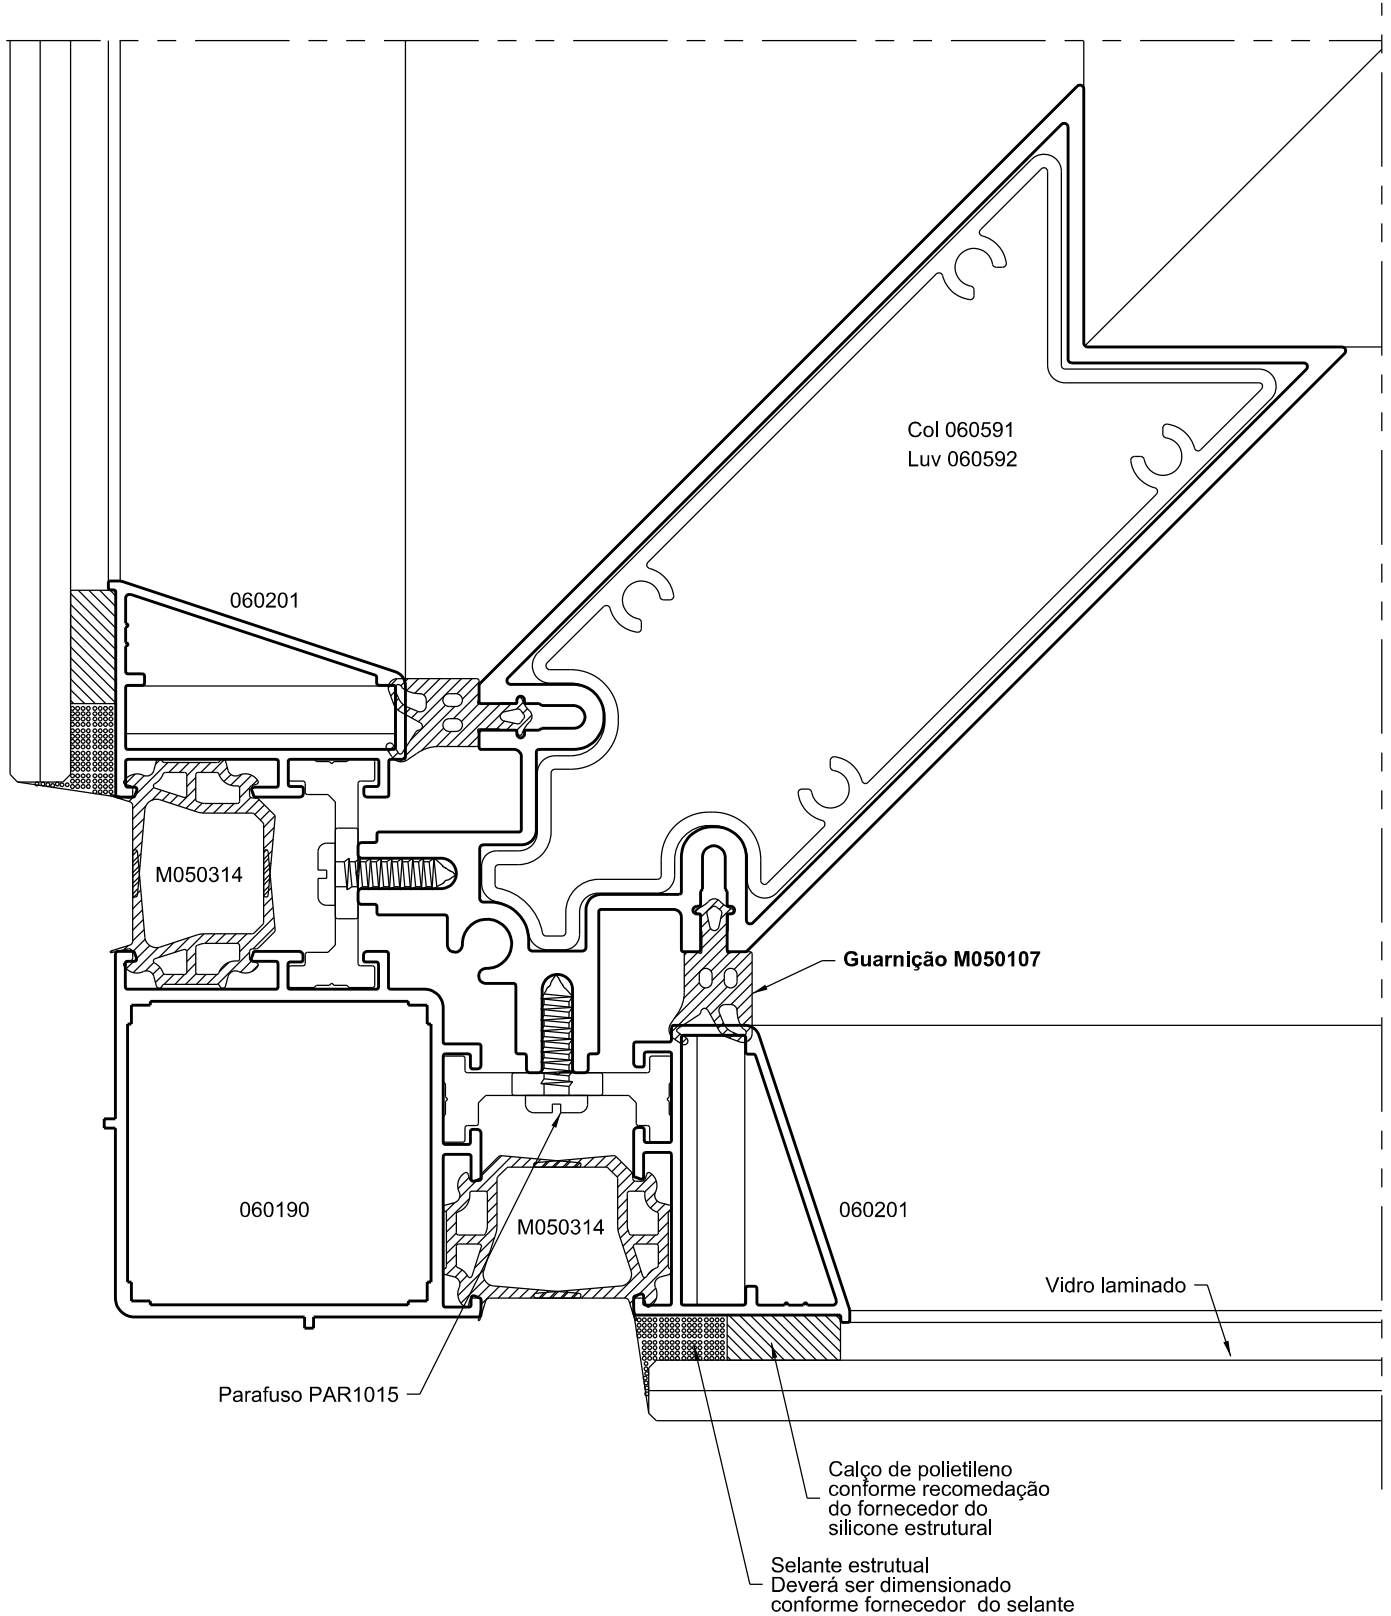 Col 060591
Luv 060592
060201
M050314
Guarnição M050107
060190
M050314
060201
Vidro laminado
Parafuso PAR1015
Calço de polietileno
conforme recomedação
do fornecedor do
silicone estrutural
Selante estrutual
Deverá ser dimensionado
conforme fornecedor do selante